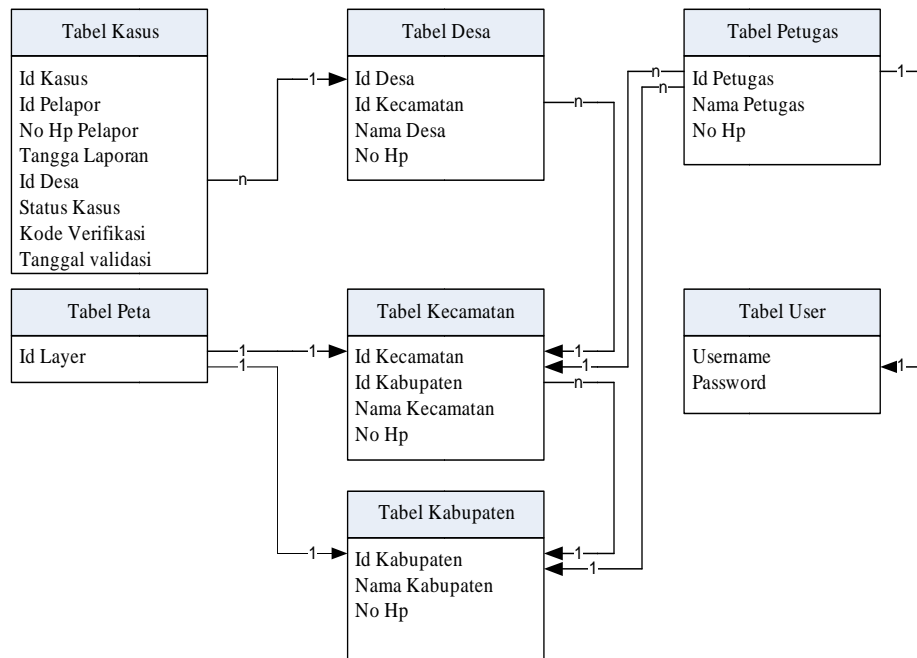 Tabel Kasus
Id Kasus
Id Pelapor
No Hp Pelapor
Tangga Laporan
Id Desa
Status Kasus
Kode Verifikasi
Tanggal validasi
n
1
Tabel Desa
Id Desa
Id Kecamatan
Nama Desa
No Hp
n
1
Tabel Petugas
Id Petugas
Nama Petugas
No Hp
n
n
1
1
Tabel Peta
Id Layer
1
1
1
1
Tabel Kecamatan
Id Kecamatan
Id Kabupaten
Nama Kecamatan
No Hp
1
n
Tabel User
Username
Password
1
Tabel Kabupaten
Id Kabupaten
Nama Kabupaten
No Hp
1
1